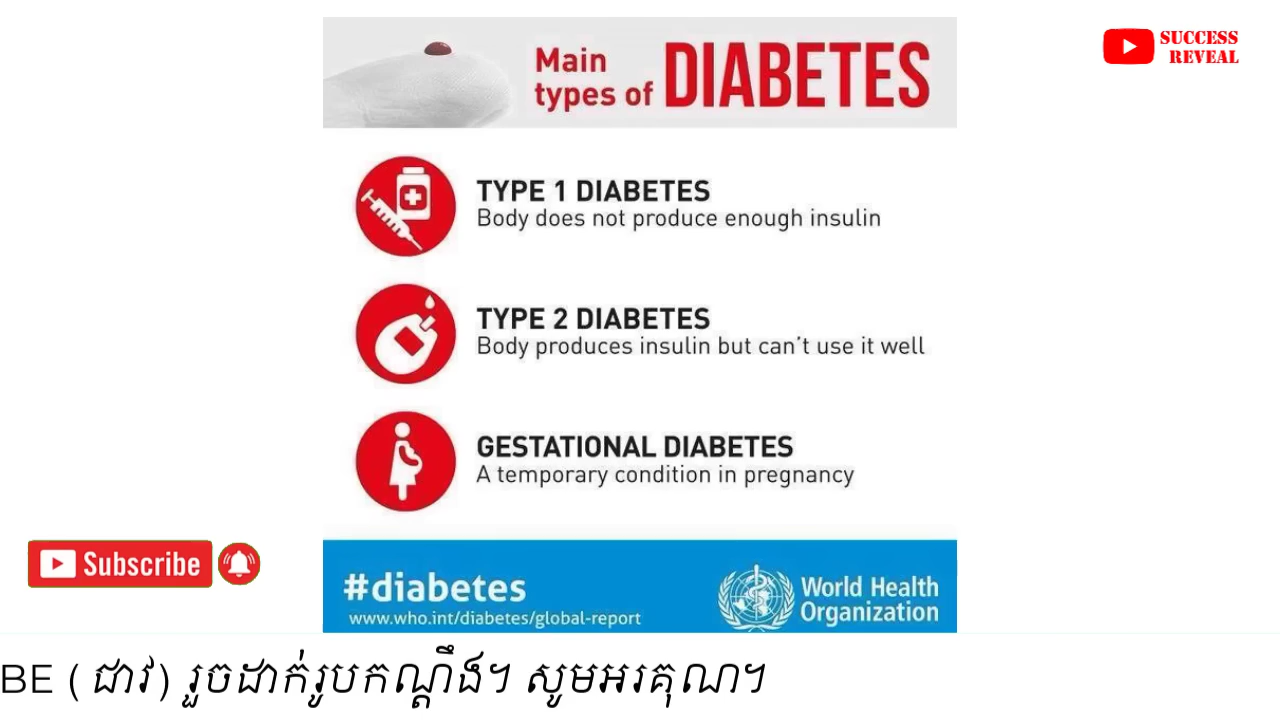 Main
types of DIABETES
SUCCESS
REVEAL
TYPE 1 DIABETES
Body does not produce enough insulin
TYPE 2 DIABETES
Body produces insulin but can't use it well
GESTATIONAL DIABETES
A temporary condition in pregnancy
Subscribe
#diabetes
www.who.int/diabetes/global-report
World Health
Organization
BE ( ជាវ) រួចដាក់រូបកណ្ដឹង។ សូមអរគុណ។